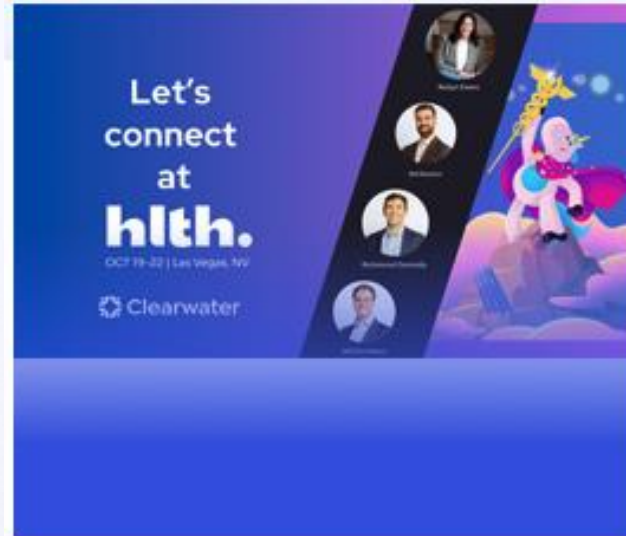 Let's
connect
at
hlth.
OCT 19-22 | Las Vegas, NV
Clearwater